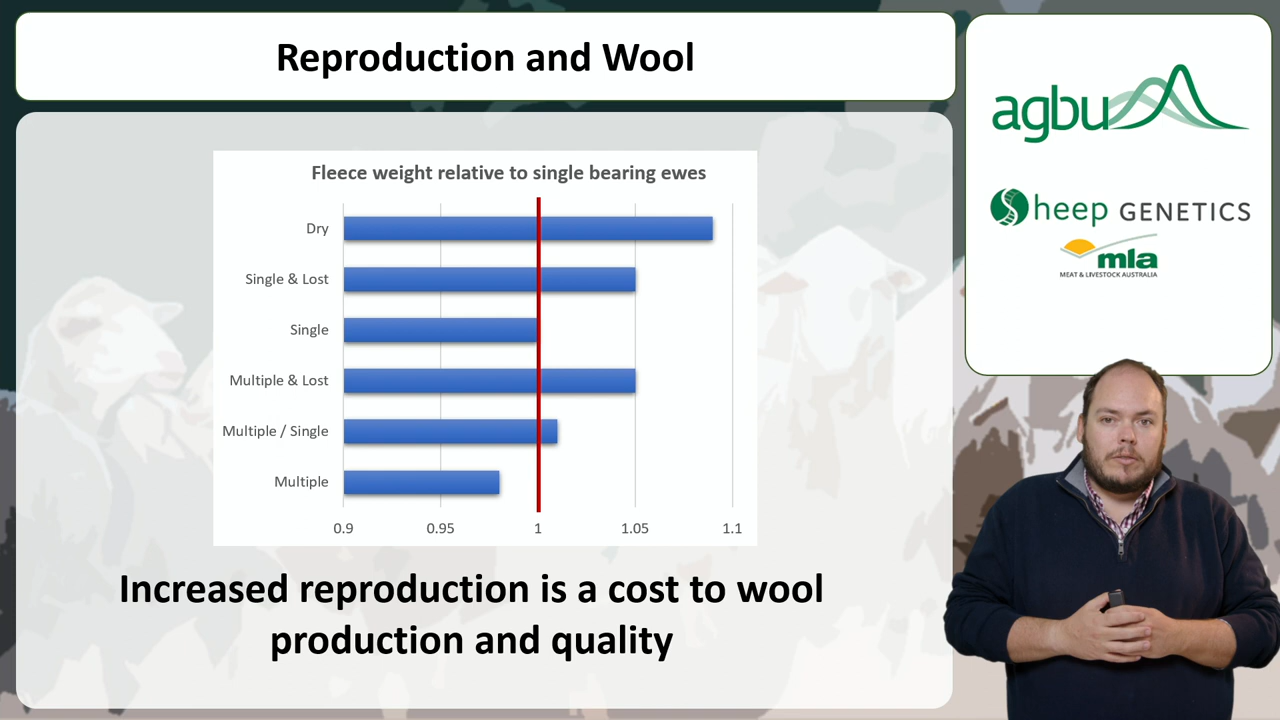 Reproduction and Wool
Fleece weight relative to single bearing ewes
Dry
Single & Lost
Single
Multiple & Lost
Multiple / Single
Multiple
0.9 0.95 1 1.05 1.1
Increased reproduction is a cost to wool
production and quality
agbu
Sheep GENETICS
mla
MEAT & LIVESTOCK AUSTRALIA